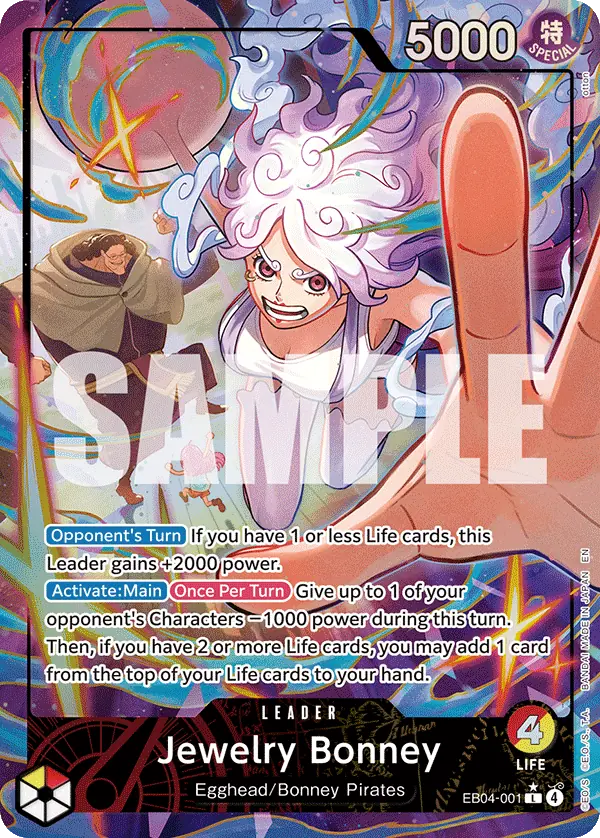 5000
特
SPECIAL
otton
SAMPLE
Opponent's Turn If you have 1 or less Life cards, this
Leader gains +2000 power.
Activate:Main Once Per Turn Give up to 1 of your
opponent's Characters −1000 power during this turn.
Then, if you have 2 or more Life cards, you may add 1 card
from the top of your Life cards to your hand.
LEADER
Jewelry Bonney
Egghead/Bonney Pirates
4
LIFE
EB04-001 L 4
©E.O./S. ©E.O./S., T.A. BANDAI MADE IN JAPAN EN